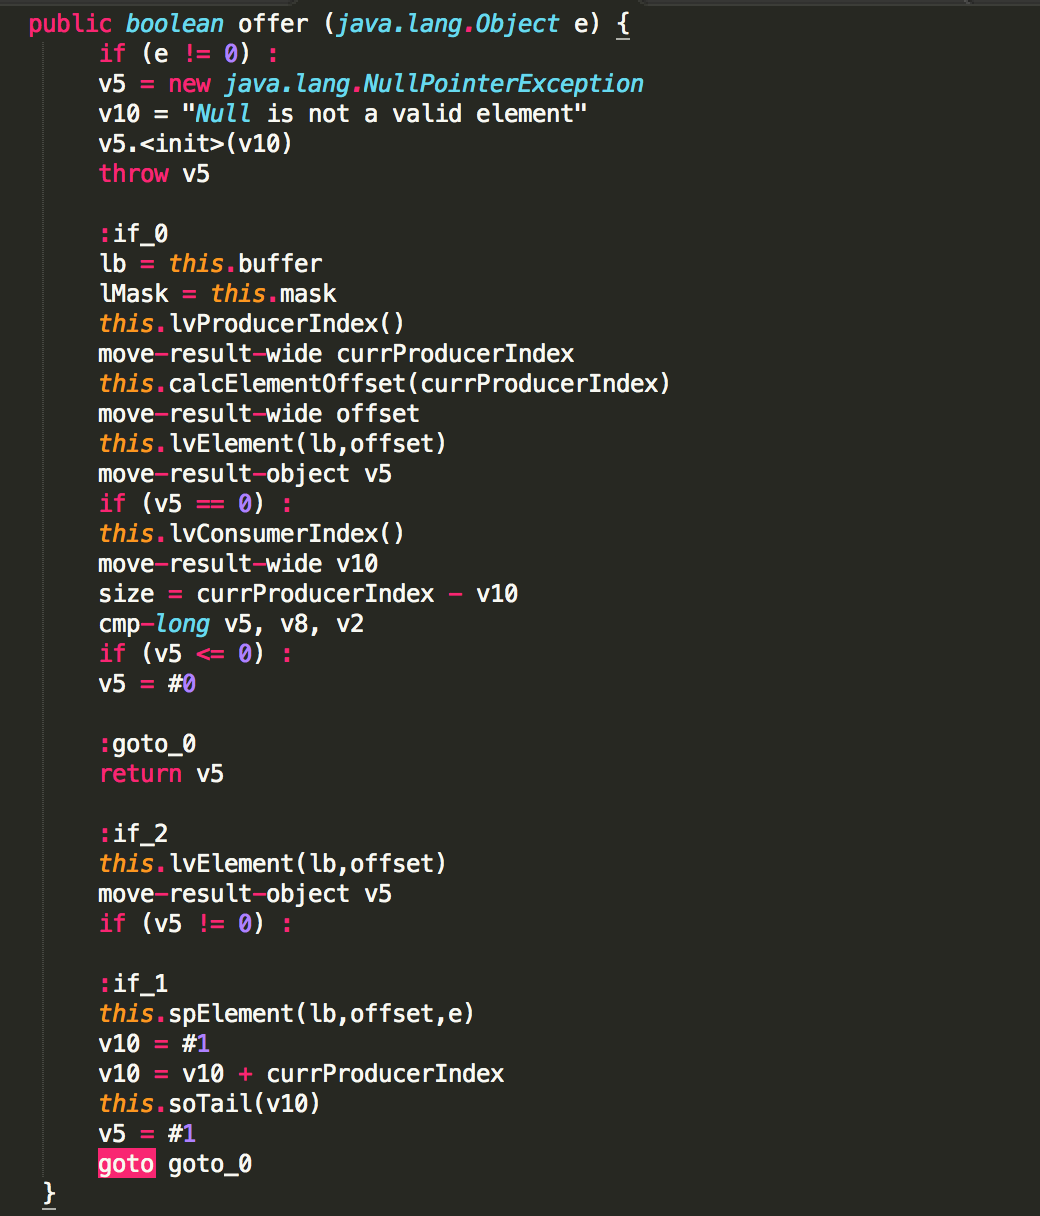 public boolean offer (java.lang.Object e) {
if (e != 0) :
v5 = new java.lang.NullPointerException
v10 = "Null is not a valid element"
v5.<init>(v10)
throw v5
:if_0
lb = this.buffer
lMask = this.mask
this.lvProducerIndex()
move-result-wide currProducerIndex
this.calcElementOffset(currProducerIndex)
move-result-wide offset
this.lvElement(lb,offset)
move-result-object v5
if (v5 == 0) :
this.lvConsumerIndex()
move-result-wide v10
size = currProducerIndex - v10
cmp-long v5, v8, v2
if (v5 <= 0) :
v5 = #0
:goto_0
return v5
:if_2
this.lvElement(lb,offset)
move-result-object v5
if (v5 != 0) :
:if_1
this.spElement(lb,offset,e)
v10 = #1
v10 = v10 + currProducerIndex
this.soTail(v10)
v5 = #1
goto goto_0
}